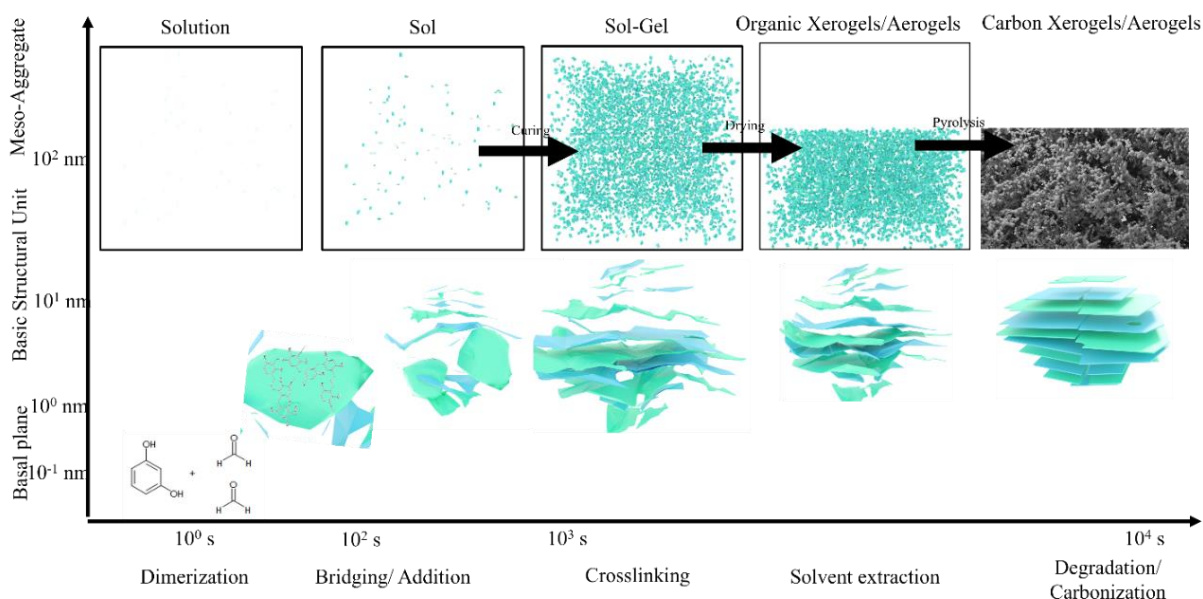 Solution
Sol
Sol-Gel
Organic Xerogels/Aerogels
Carbon Xerogels/Aerogels
Curing
Drying
Pyrolysis
Meso-Aggregate
Basic Structural Unit
Basal plane
10² nm
10¹ nm
10⁰ nm
10⁻¹ nm
OH
OH
+
O
H H
O
H H
10⁰ s
10² s
10³ s
10⁴ s
Dimerization
Bridging/ Addition
Crosslinking
Solvent extraction
Degradation/
Carbonization